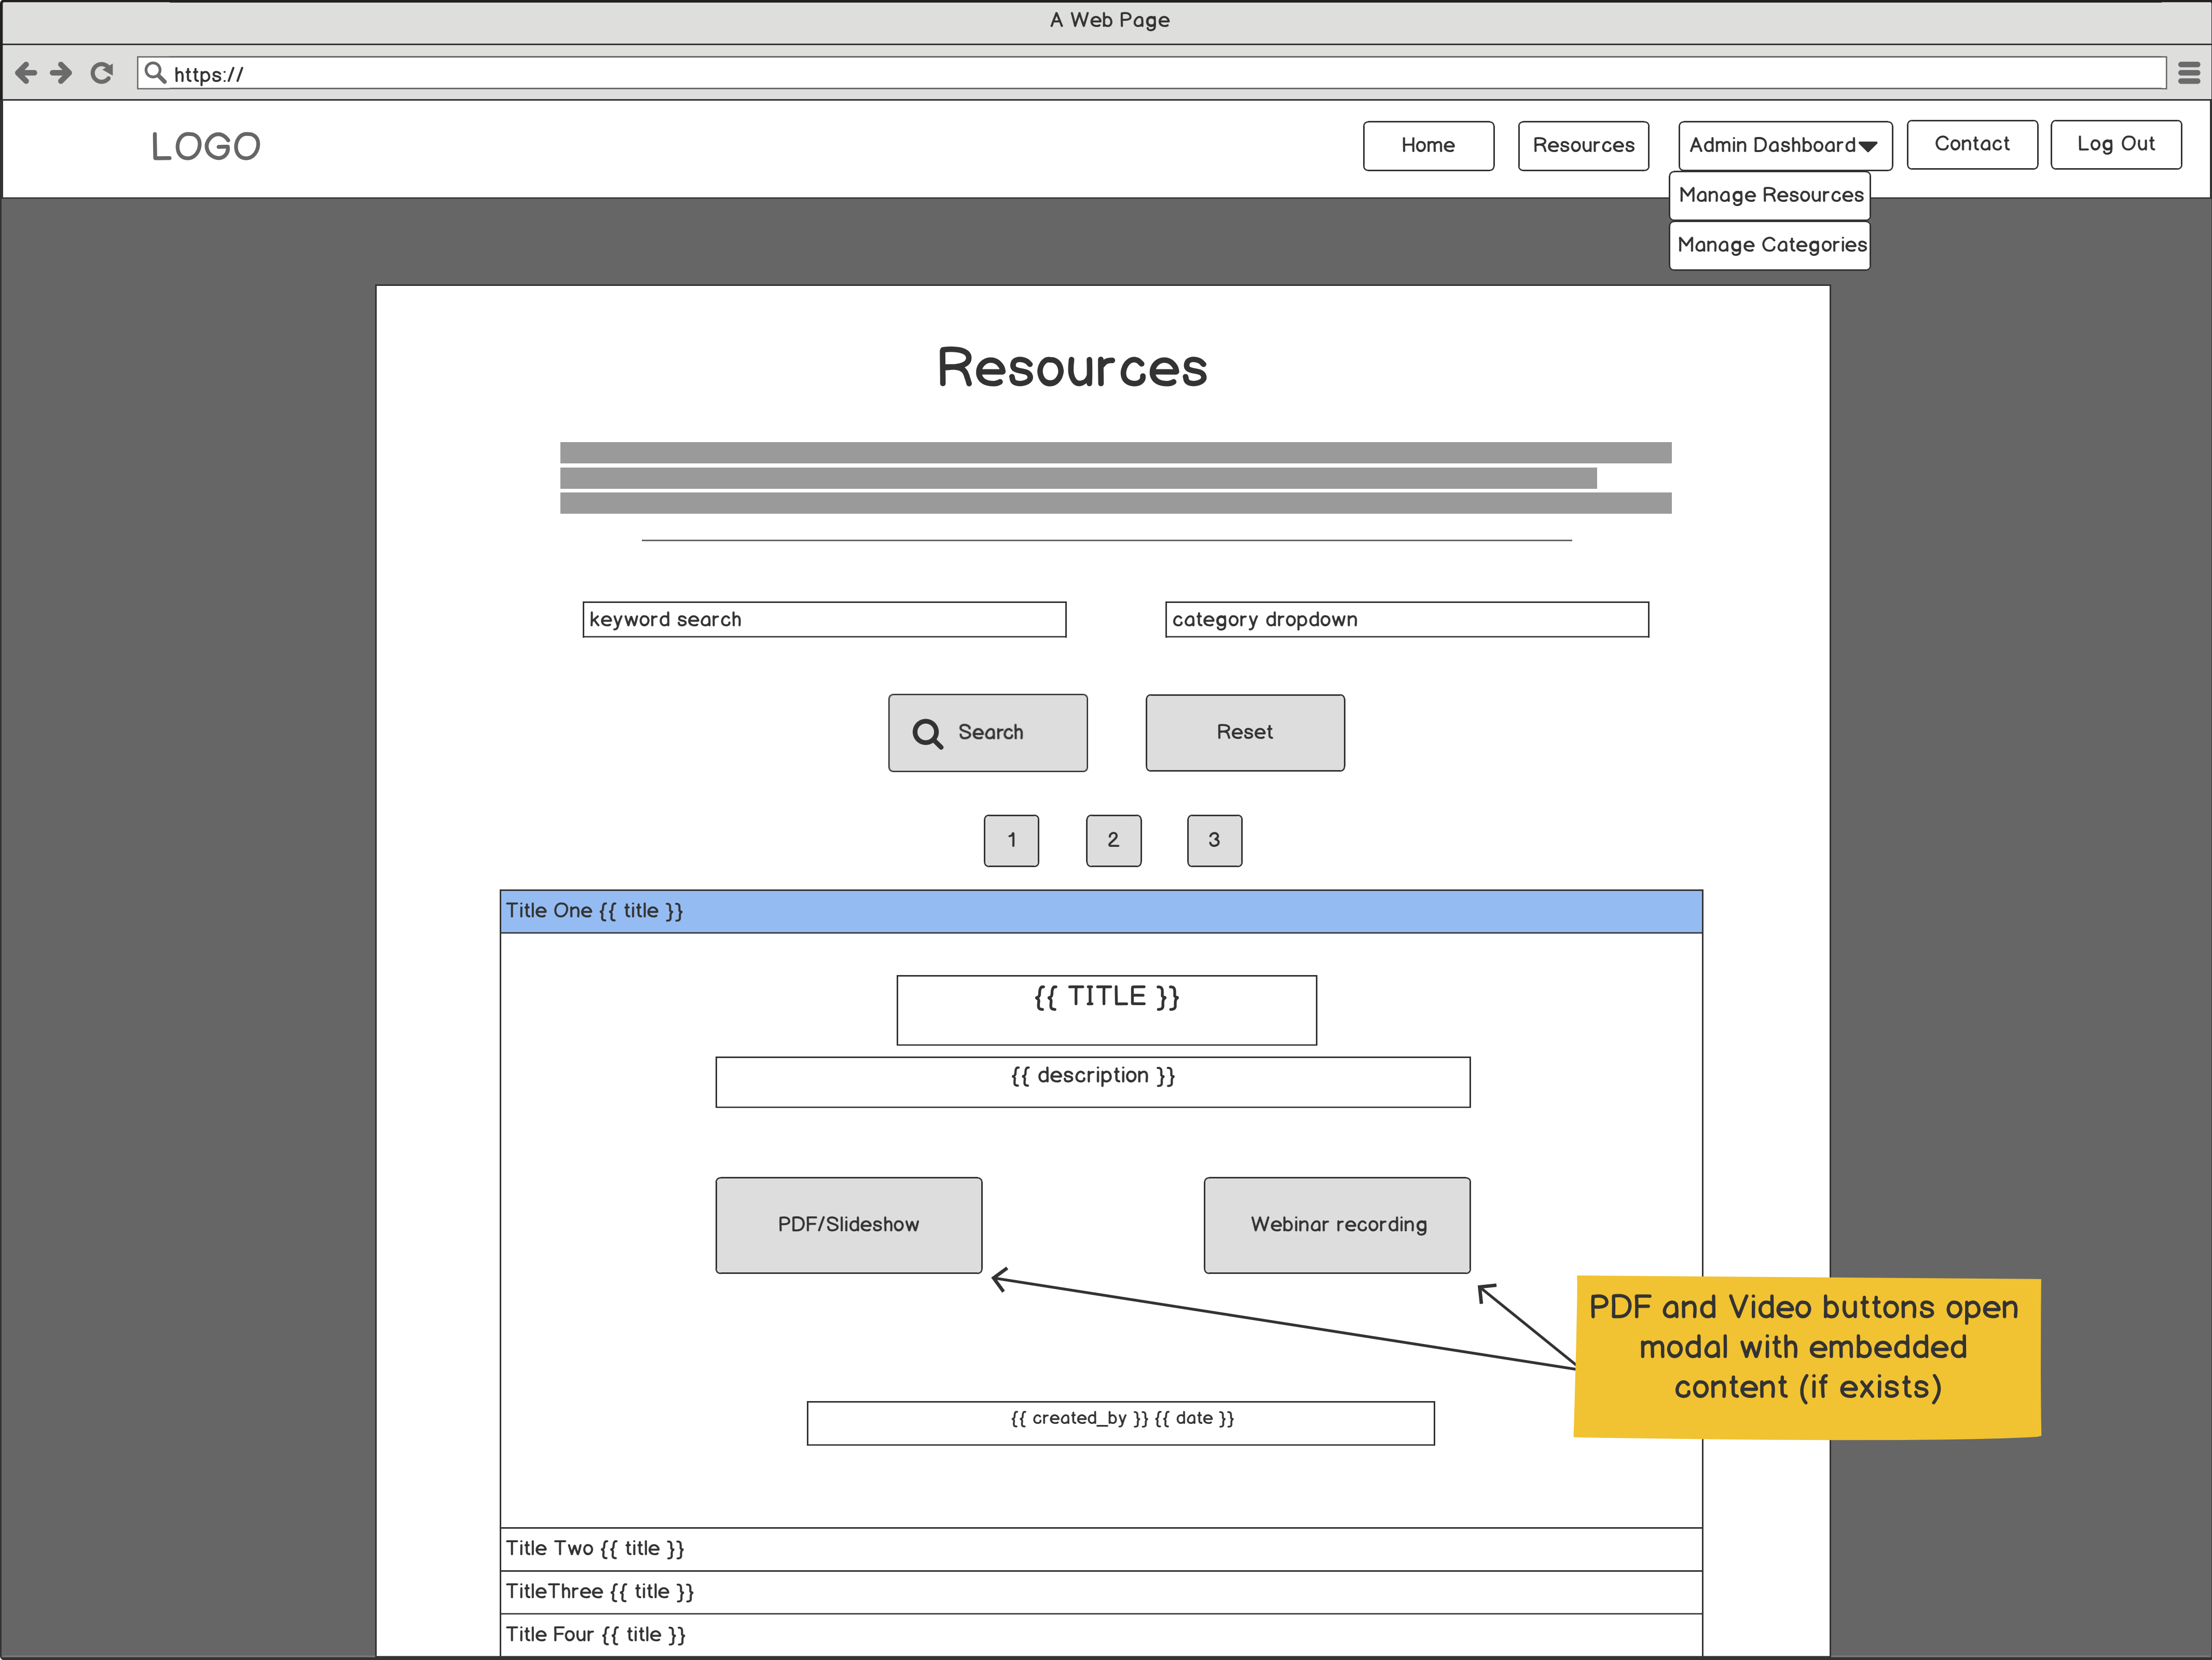 A Web Page
https://
LOGO
Home
Resources
Admin Dashboard
Contact
Log Out
Manage Resources
Manage Categories
Resources
keyword search
category dropdown
Search
Reset
1
2
3
Title One {{ title }}
{{ TITLE }}
{{ description }}
PDF/Slideshow
Webinar recording
PDF and Video buttons open
modal with embedded
content (if exists)
{{ created_by }} {{ date }}
Title Two {{ title }}
TitleThree {{ title }}
Title Four {{ title }}